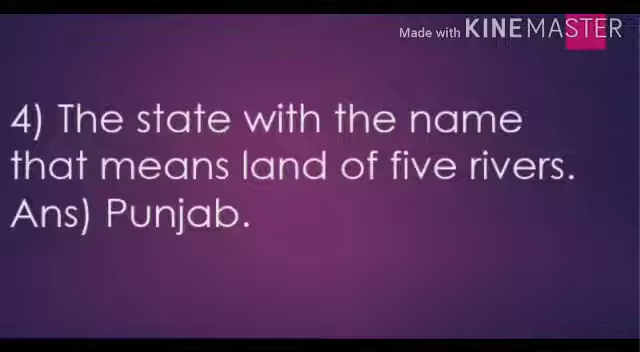 Made with KINEMASTER
4) The state with the name
that means land of five rivers.
Ans) Punjab.